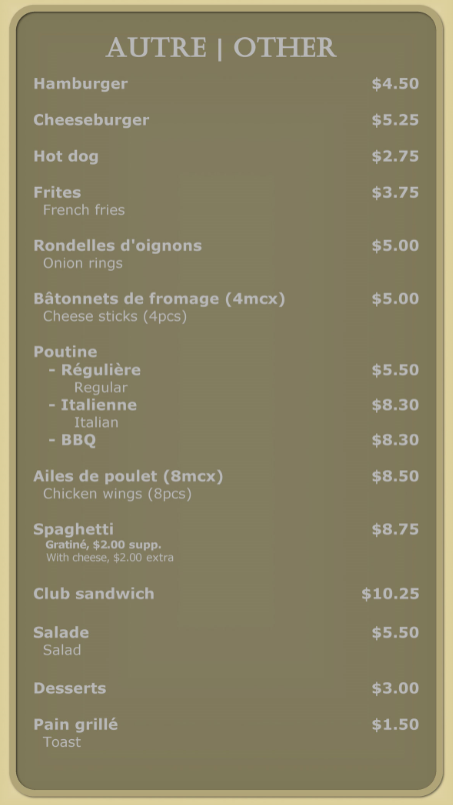 AUTRE | OTHER
Hamburger $4.50
Cheeseburger $5.25
Hot dog $2.75
Frites $3.75
French fries
Rondelles d'oignons $5.00
Onion rings
Bâtonnets de fromage (4mcx) $5.00
Cheese sticks (4pcs)
Poutine
- Régulière $5.50
Regular
- Italienne $8.30
Italian
- BBQ $8.30
Ailes de poulet (8mcx) $8.50
Chicken wings (8pcs)
Spaghetti $8.75
Gratiné, $2.00 supp.
With cheese, $2.00 extra
Club sandwich $10.25
Salade $5.50
Salad
Desserts $3.00
Pain grillé $1.50
Toast